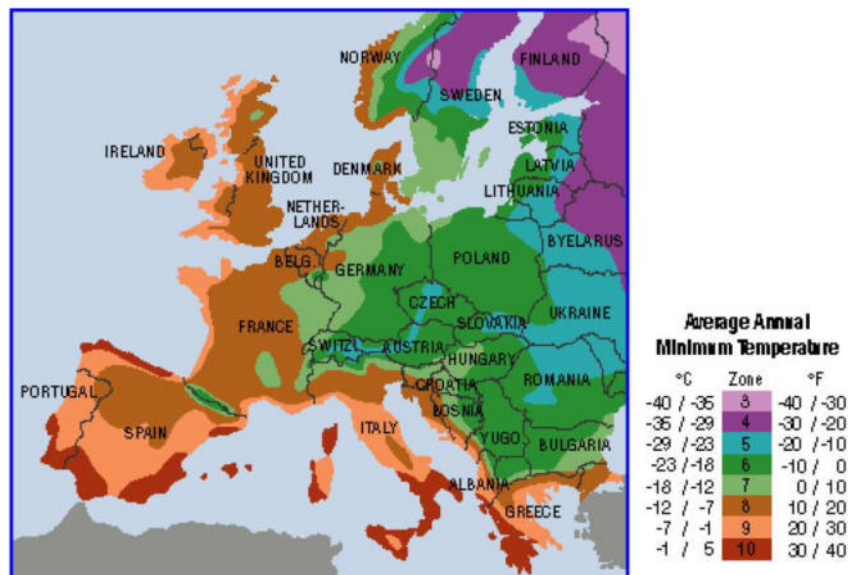 NORWAY
FINLAND
SWEDEN
ESTONIA
IRELAND
UNITED
KINGDOM
DENMARK
LATVIA
LITHUANIA
NETHER-
LANDS
BYELARUS
BELG.
GERMANY
POLAND
CZECH
UKRAINE
SLOVAKIA
FRANCE
SWITZ.
AUSTRIA
HUNGARY
ROMANIA
CROATIA
PORTUGAL
SPAIN
ITALY
BOSNIA
YUGO
BULGARIA
ALBANIA
GREECE
Average Annual
Minimum Temperature
°C Zone °F
-40 / -35 3 -40 / -30
-35 / -29 4 -30 / -20
-29 / -23 5 -20 / -10
-23 / -18 6 -10 / 0
-18 / -12 7 0 / 10
-12 / -7 8 10 / 20
-7 / -1 9 20 / 30
-1 / 5 10 30 / 40